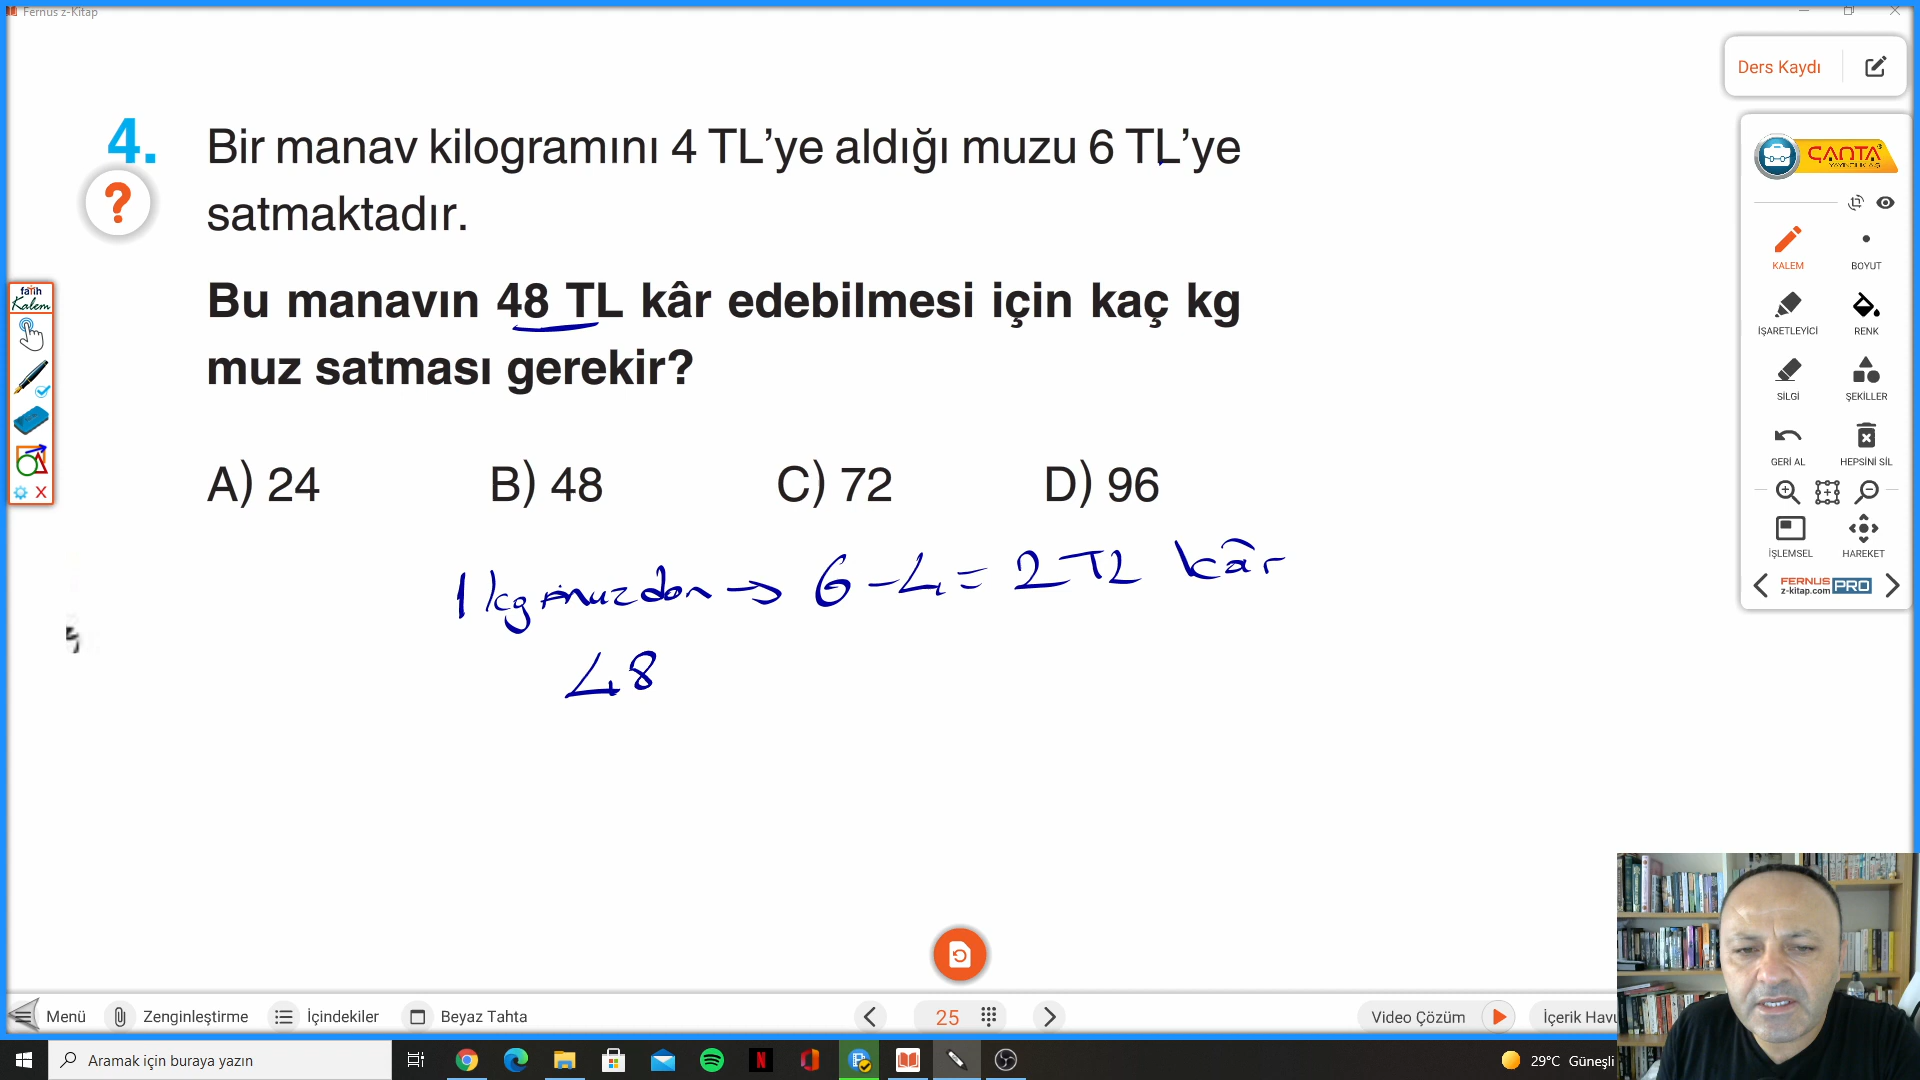 Fernus z-Kitap
Ders Kaydı
4. Bir manav kilogramını 4 TL’ye aldığı muzu 6 TL’ye
satmaktadır.
?
Bu manavın 48 TL kâr edebilmesi için kaç kg
muz satması gerekir?
A) 24 B) 48 C) 72 D) 96
1 kg muzdan → 6 - 4 = 2 TL kâr
48
fatih
Kalem
X
ÇANTA
YAYINCILIK AŞ
KALEM BOYUT
İŞARETLEYİCİ RENK
SİLGİ ŞEKİLLER
GERİ AL HEPSİNİ SİL
İŞLEMSEL HAREKET
FERNUS
z-kitap.com PRO
Menü Zenginleştirme İçindekiler Beyaz Tahta 25 Video Çözüm İçerik Havu
Aramak için buraya yazın
N
29°C Güneşli